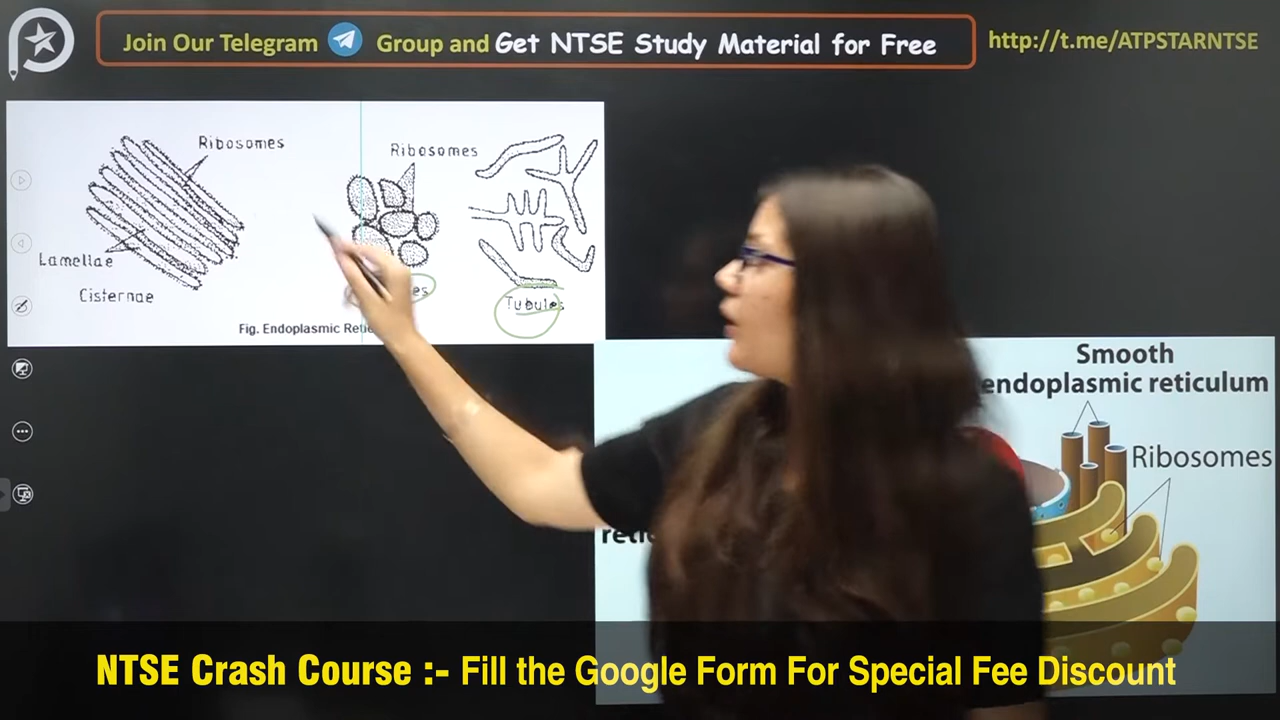 Join Our Telegram Group and Get NTSE Study Material for Free
http://t.me/ATPSTARNTSE
Ribosomes
Ribosomes
Lamellae
Cisternae
Tubules
Fig. Endoplasmic
Smooth
endoplasmic reticulum
Ribosomes
NTSE Crash Course :- Fill the Google Form For Special Fee Discount